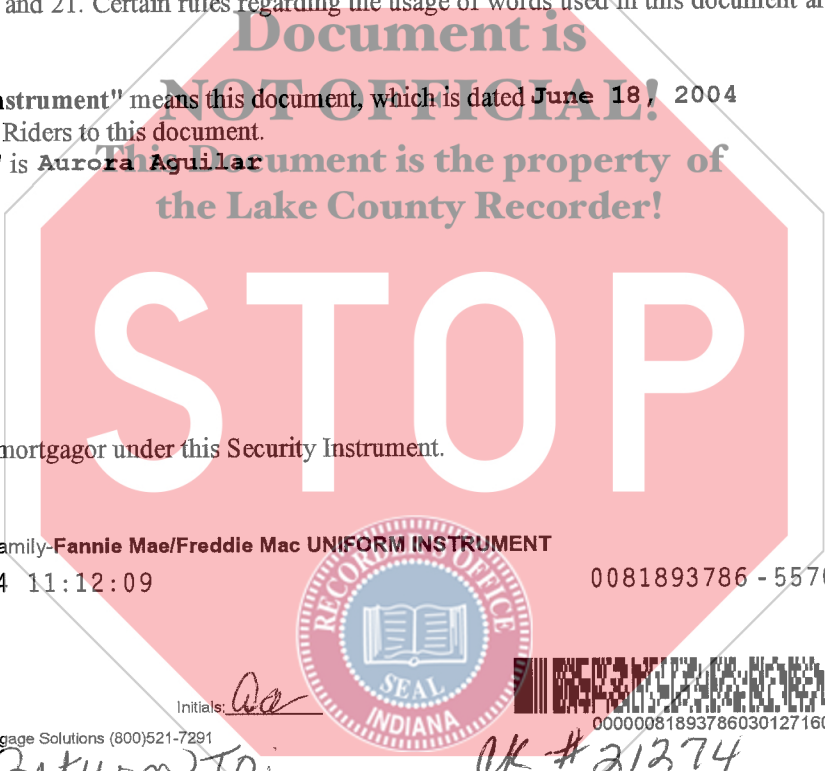 and 21. Certain rules regarding the usage of words used in this document ar
Document is
NOT OFFICIAL!
nstrument" means this document, which is dated June 18, 2004
Riders to this document.
is Aurora Aguilar
This Document is the property of
the Lake County Recorder!
STOP
mortgagor under this Security Instrument.
amily-Fannie Mae/Freddie Mac UNIFORM INSTRUMENT
4 11:12:09
0081893786 - 5570
RECORDER'S OFFICE
SEAL
INDIANA
Initials: aa
00000081893786030127160
gage Solutions (800)521-7291
CK # 21274